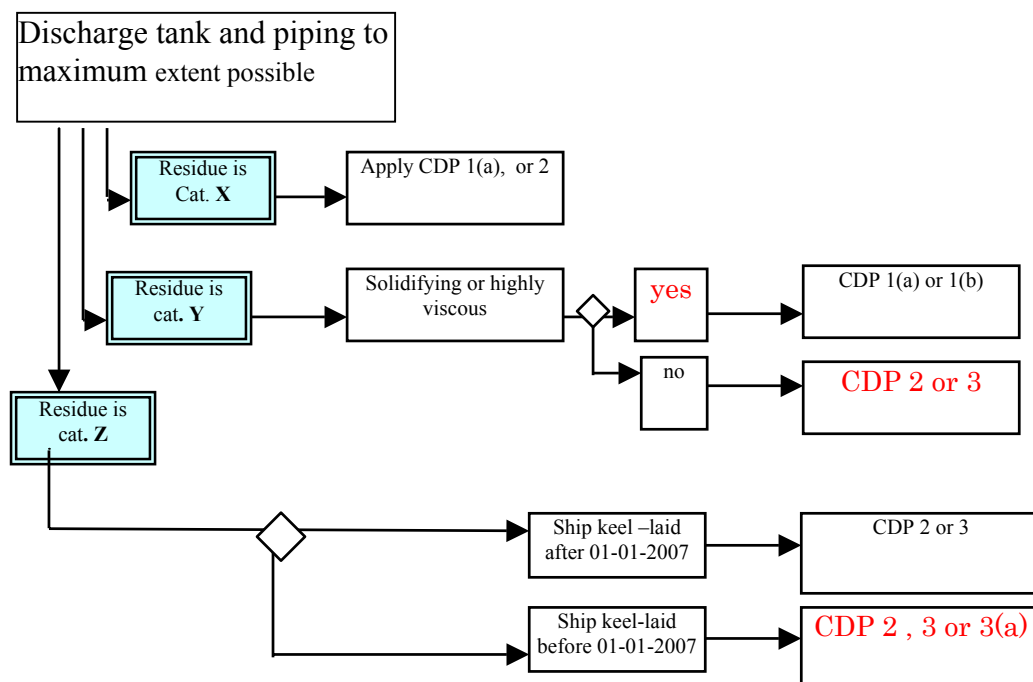 Discharge tank and piping to
maximum extent possible
Residue is
Cat. X
Apply CDP 1(a),  or 2
Residue is
cat. Y
Solidifying or highly
viscous
yes
CDP 1(a) or 1(b)
no
CDP 2 or 3
Residue is
cat. Z
Ship keel –laid
after 01-01-2007
CDP 2 or 3
Ship keel-laid
before 01-01-2007
CDP 2 , 3 or 3(a)